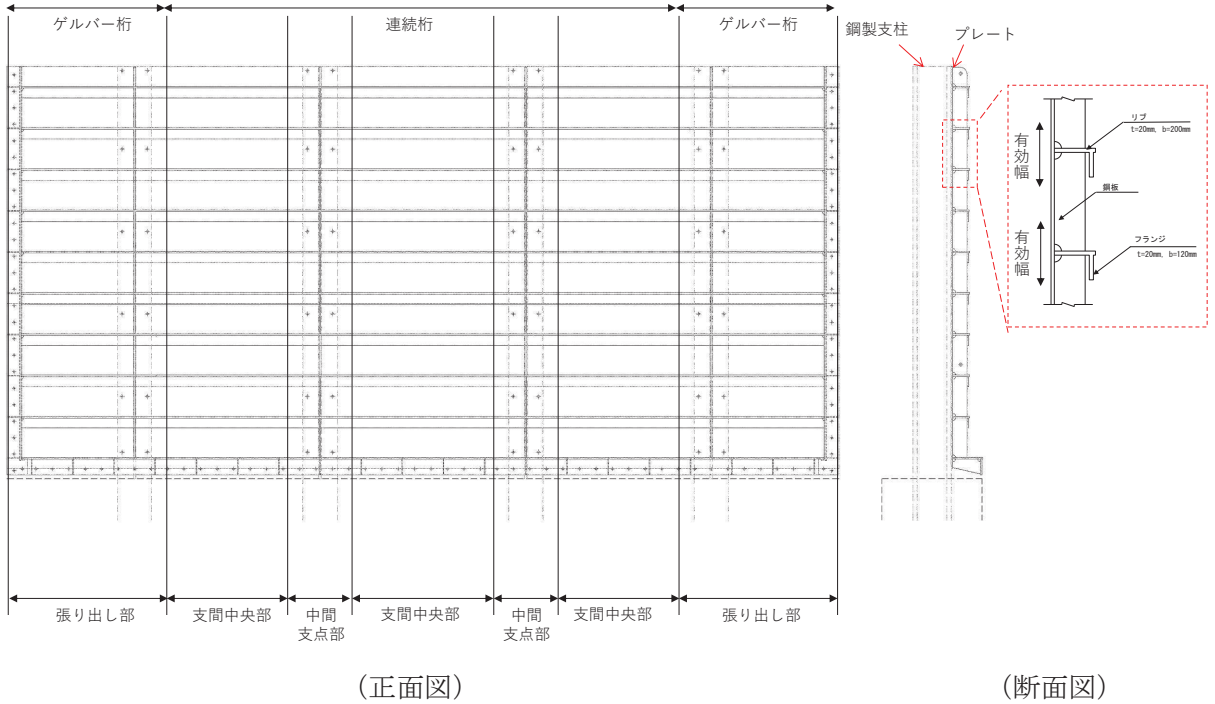 ゲルバー桁
連続桁
ゲルバー桁
鋼製支柱
プレート
リブ
t=20mm, b=200mm
有効幅
鋼板
有効幅
フランジ
t=20mm, b=120mm
張り出し部
支間中央部
中間
支点部
支間中央部
中間
支点部
支間中央部
張り出し部
(正面図)
(断面図)